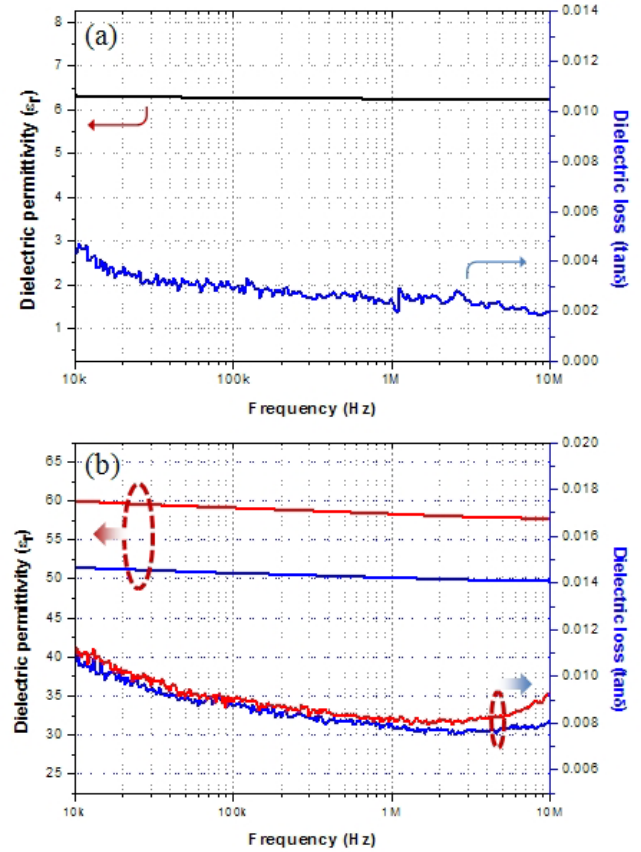 (a)
Dielectric permittivity (εr)
8
7
6
5
4
3
2
1
0.014
0.012
0.010
0.008
0.006
0.004
0.002
0.000
Dielectric loss (tanδ)
10k
100k
1M
10M
Frequency (Hz)
(b)
Dielectric permittivity (εr)
65
60
55
50
45
40
35
30
25
0.020
0.018
0.016
0.014
0.012
0.010
0.008
0.006
Dielectric loss (tanδ)
10k
100k
1M
10M
Frequency (Hz)